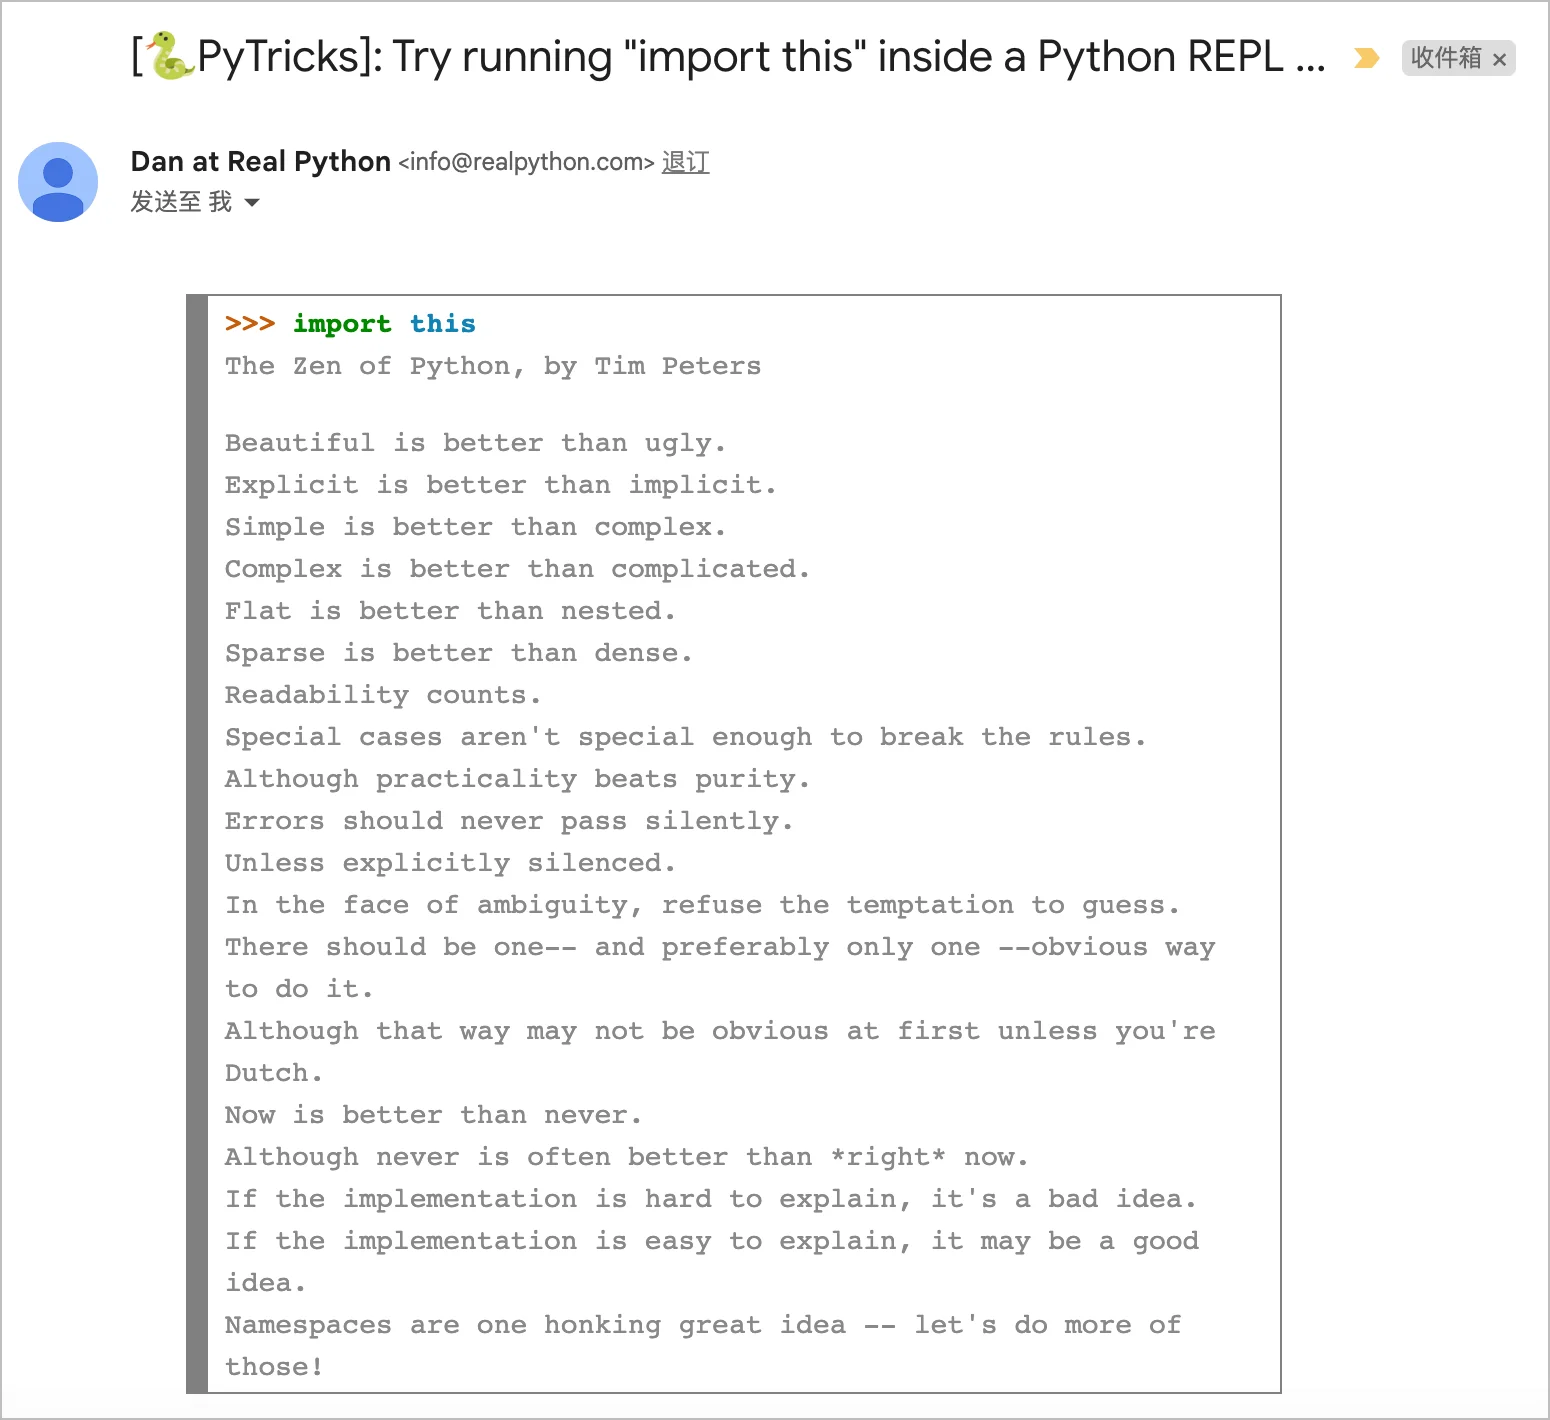 [🐍PyTricks]: Try running "import this" inside a Python REPL ... 收件箱 ×
Dan at Real Python <info@realpython.com> 退订
发送至 我
>>> import this
The Zen of Python, by Tim Peters
Beautiful is better than ugly.
Explicit is better than implicit.
Simple is better than complex.
Complex is better than complicated.
Flat is better than nested.
Sparse is better than dense.
Readability counts.
Special cases aren't special enough to break the rules.
Although practicality beats purity.
Errors should never pass silently.
Unless explicitly silenced.
In the face of ambiguity, refuse the temptation to guess.
There should be one-- and preferably only one --obvious way
to do it.
Although that way may not be obvious at first unless you're
Dutch.
Now is better than never.
Although never is often better than *right* now.
If the implementation is hard to explain, it's a bad idea.
If the implementation is easy to explain, it may be a good
idea.
Namespaces are one honking great idea -- let's do more of
those!